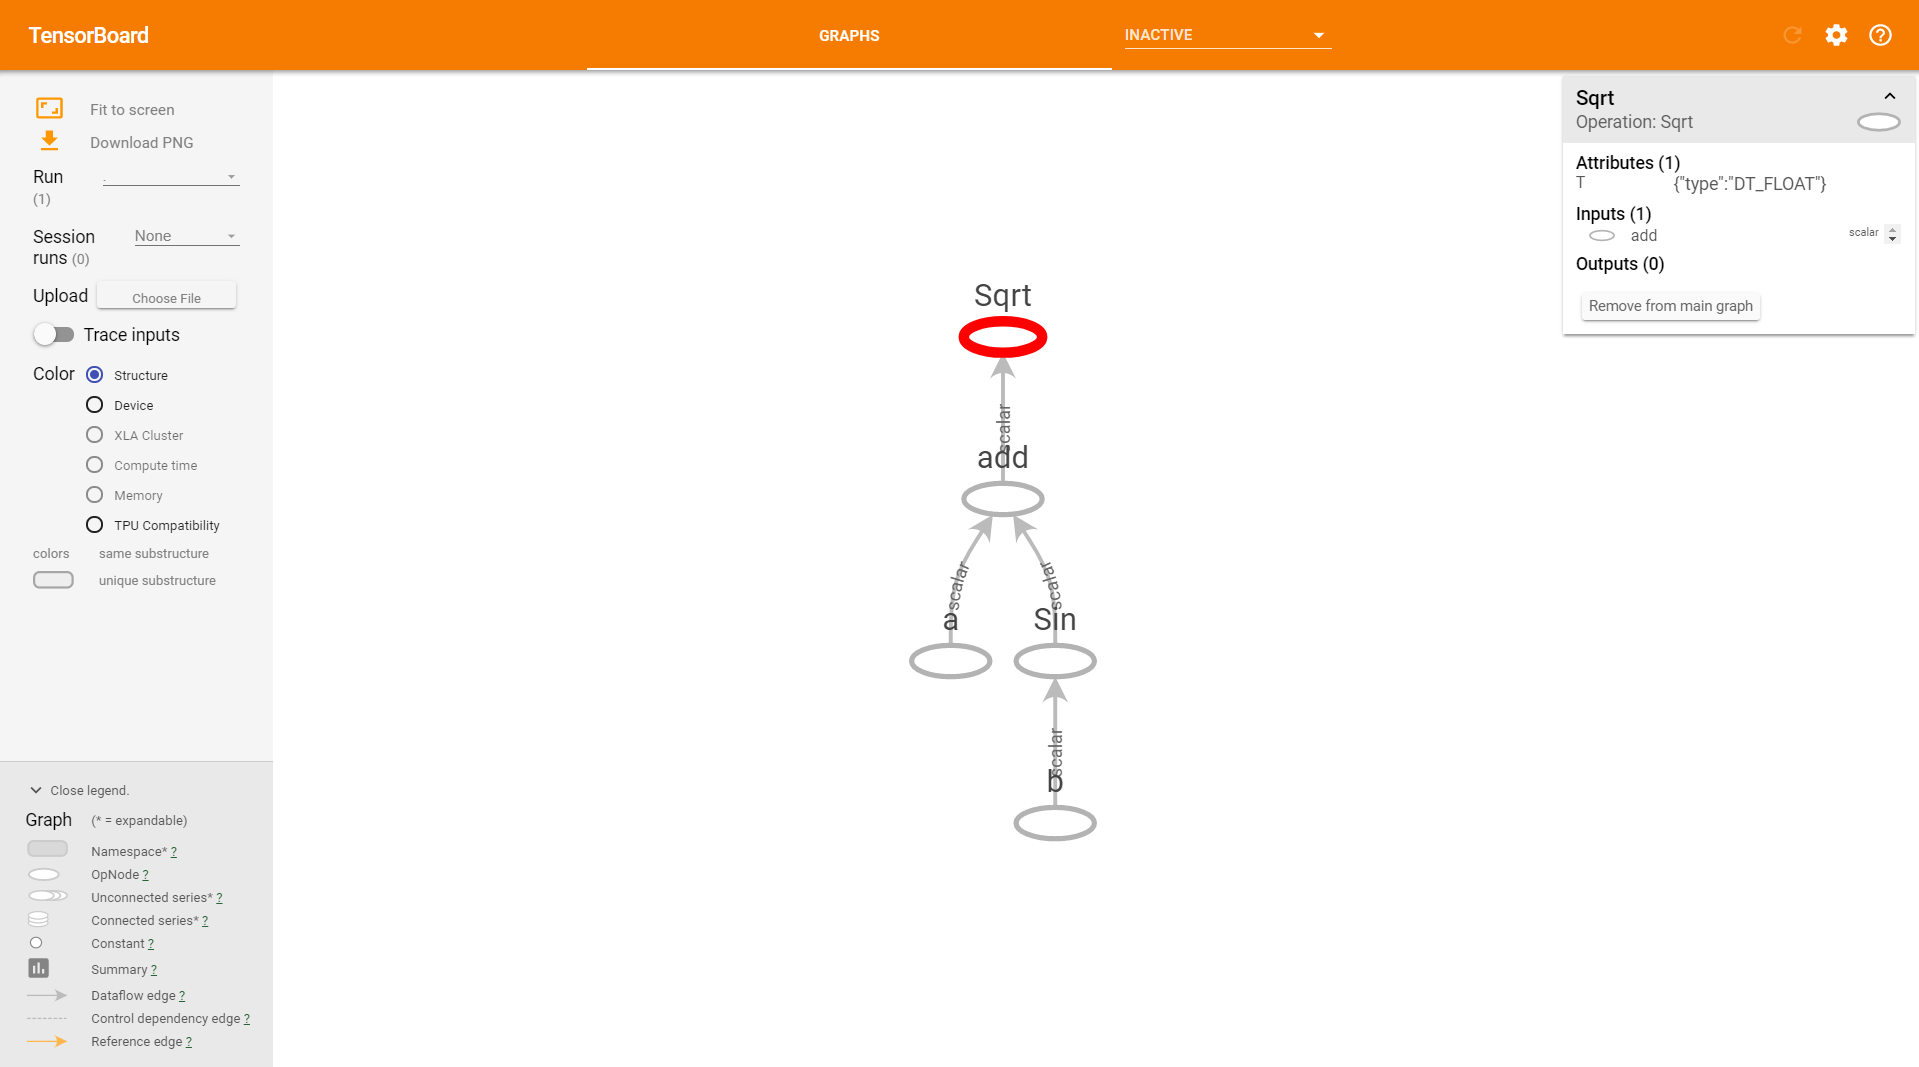 TensorBoard
GRAPHS
INACTIVE
Fit to screen
Download PNG
Run
(1)
.
Session
runs (0)
None
Upload
Choose File
Trace inputs
Color
Structure
Device
XLA Cluster
Compute time
Memory
TPU Compatibility
colors
same substructure
unique substructure
Close legend.
Graph
(* = expandable)
Namespace* ?
OpNode ?
Unconnected series* ?
Connected series* ?
Constant ?
Summary ?
Dataflow edge ?
Control dependency edge ?
Reference edge ?
Sqrt
scalar
add
scalar
scalar
a
Sin
scalar
b
Sqrt
Operation: Sqrt
Attributes (1)
T
{"type":"DT_FLOAT"}
Inputs (1)
add
scalar
Outputs (0)
Remove from main graph